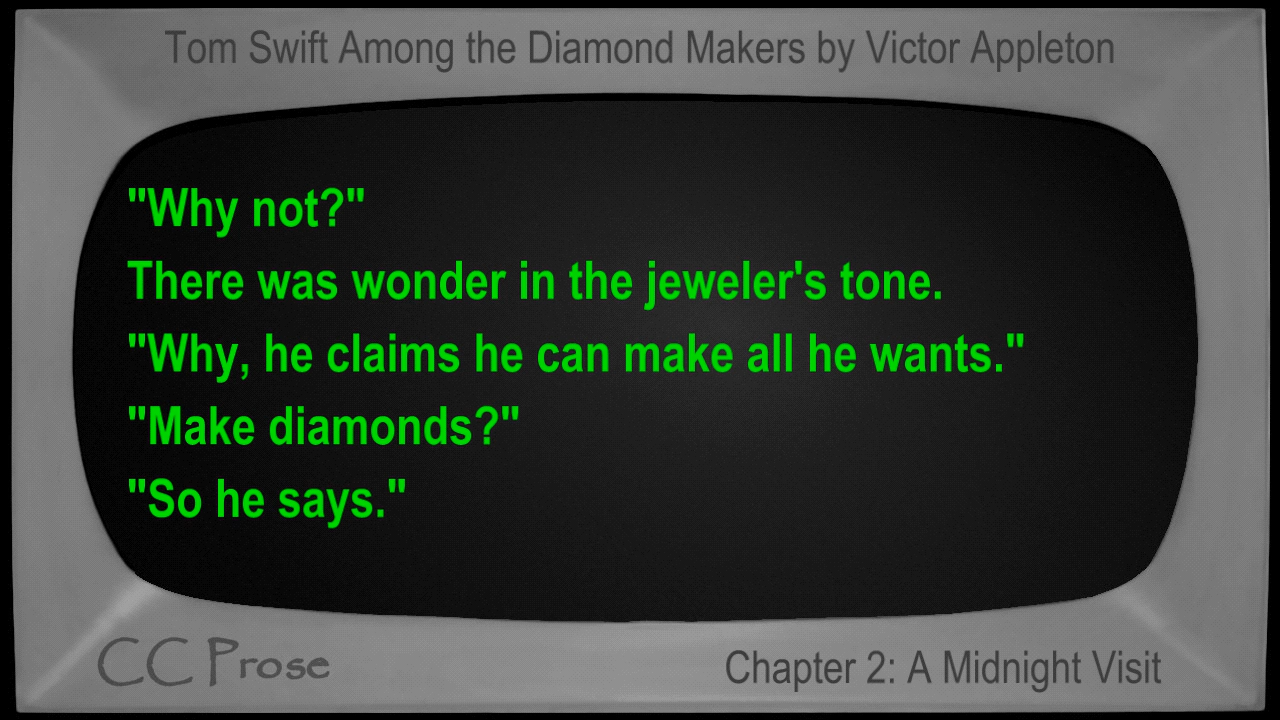 Tom Swift Among the Diamond Makers by Victor Appleton
"Why not?"
There was wonder in the jeweler's tone.
"Why, he claims he can make all he wants."
"Make diamonds?"
"So he says."
CC Prose
Chapter 2: A Midnight Visit